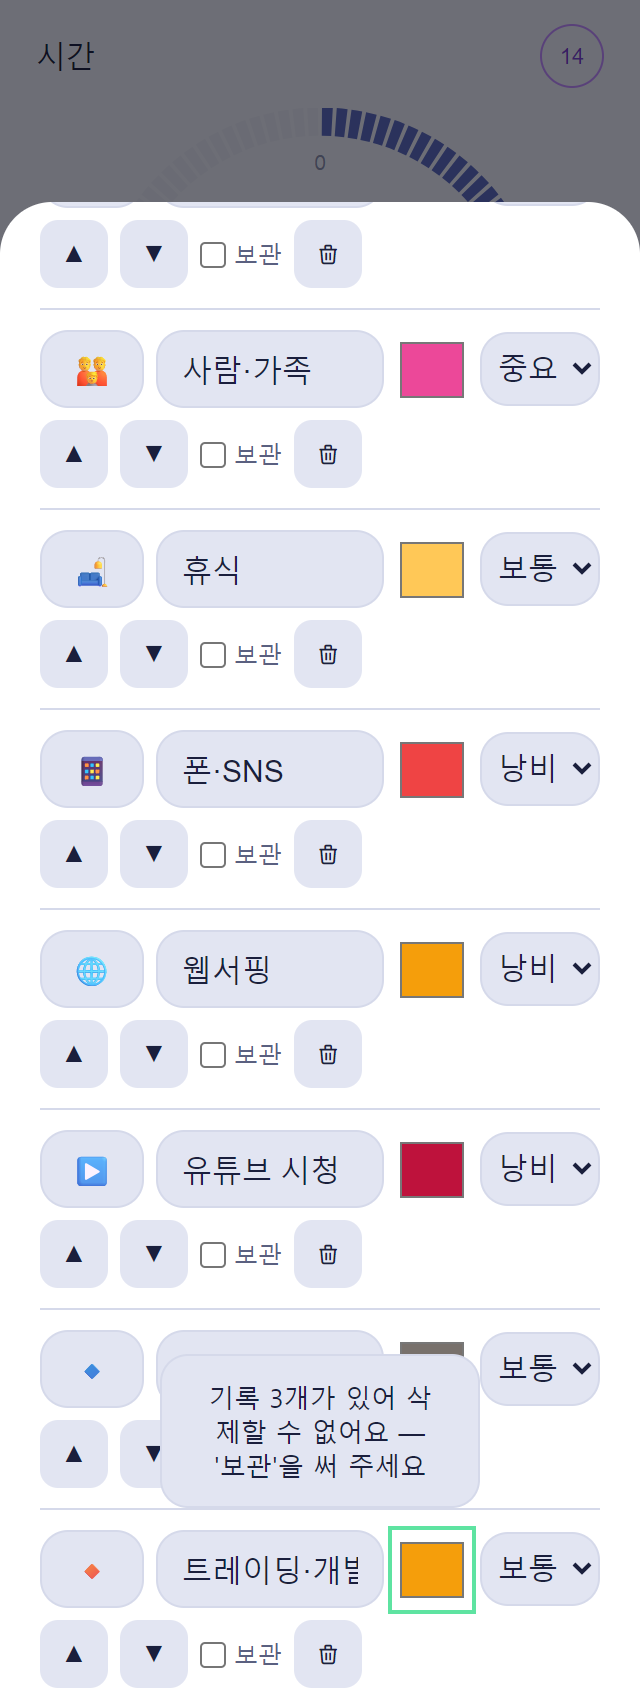 시간
14
0
▲ ▼ 보관
사람·가족 중요
▲ ▼ 보관
휴식 보통
▲ ▼ 보관
폰·SNS 낭비
▲ ▼ 보관
웹서핑 낭비
▲ ▼ 보관
유튜브 시청 낭비
▲ ▼ 보관
보통
▲ ▼
기록 3개가 있어 삭
제할 수 없어요 —
'보관'을 써 주세요
트레이딩·개발 보통
▲ ▼ 보관